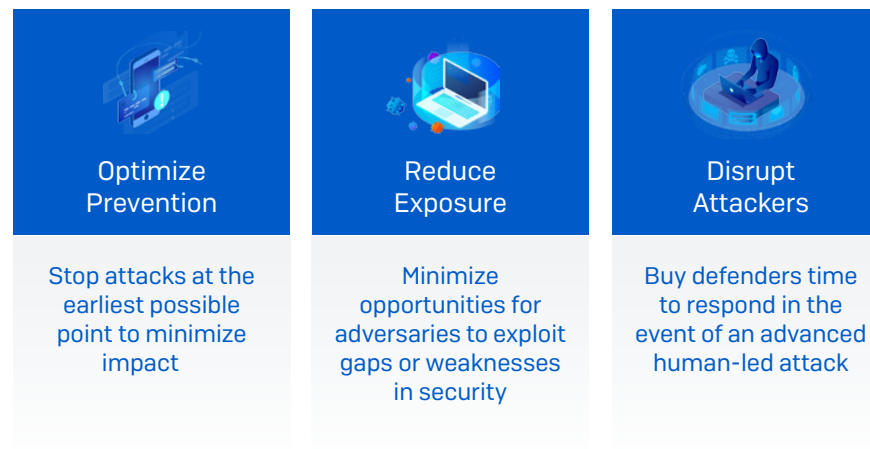 Optimize
Prevention
Stop attacks at the
earliest possible
point to minimize
impact
Reduce
Exposure
Minimize
opportunities for
adversaries to exploit
gaps or weaknesses
in security
Disrupt
Attackers
Buy defenders time
to respond in the
event of an advanced
human-led attack